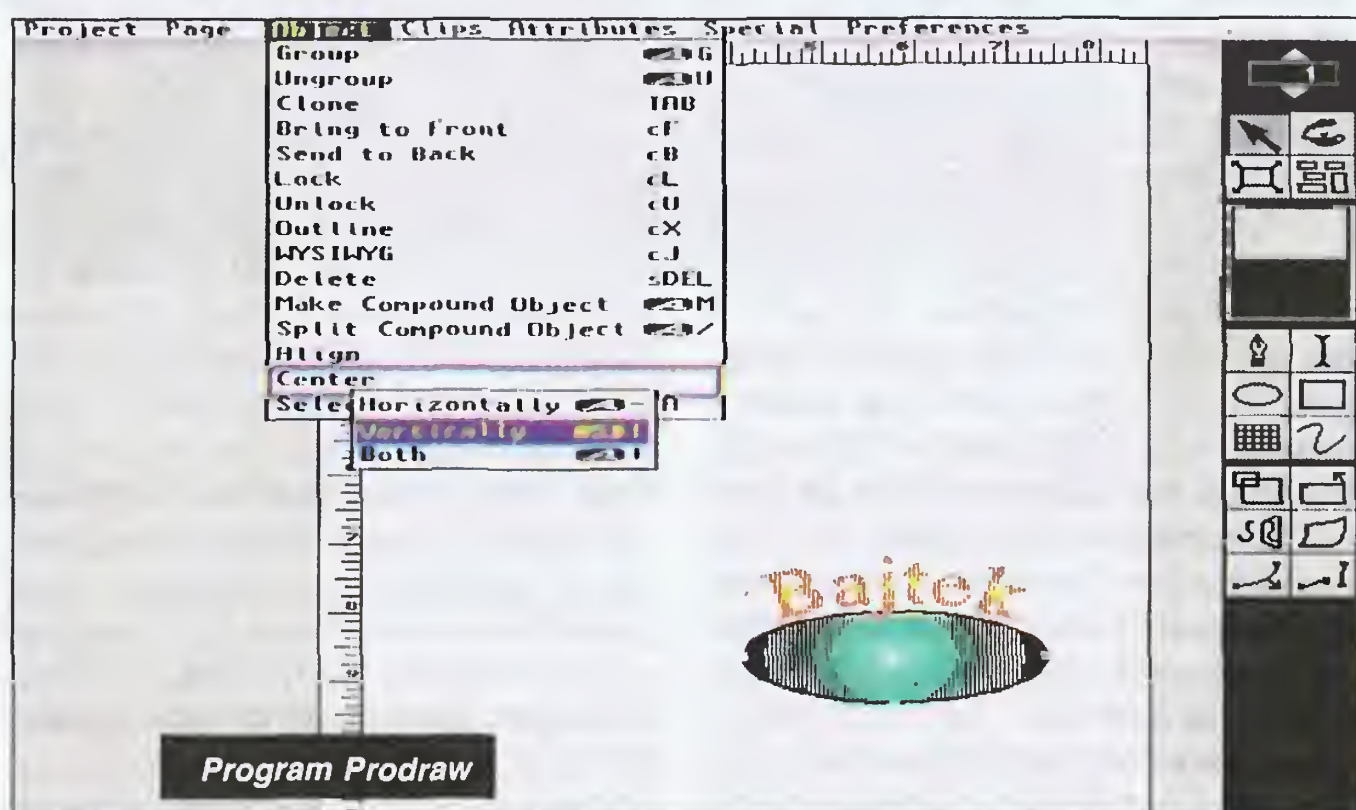 Project Page Object Clips Attributes Special Preferences
Group G
Ungroup U
Clone TAB
Bring to Front cF
Send to Back cB
Lock cL
Unlock cU
Outline cX
WYSIWYG cJ
Delete sDEL
Make Compound Object M
Split Compound Object /
Align
Center
Sele A
Horizontally -
Vertically |
Both
Bajtek
Program Prodraw